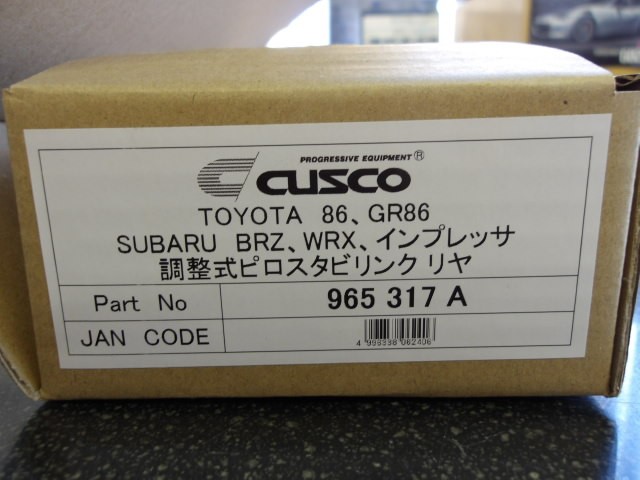 PROGRESSIVE EQUIPMENT®
CUSCO
TOYOTA 86、GR86
SUBARU BRZ、WRX、インプレッサ
調整式ピロスタビリンク リヤ
Part No 965 317 A
JAN CODE